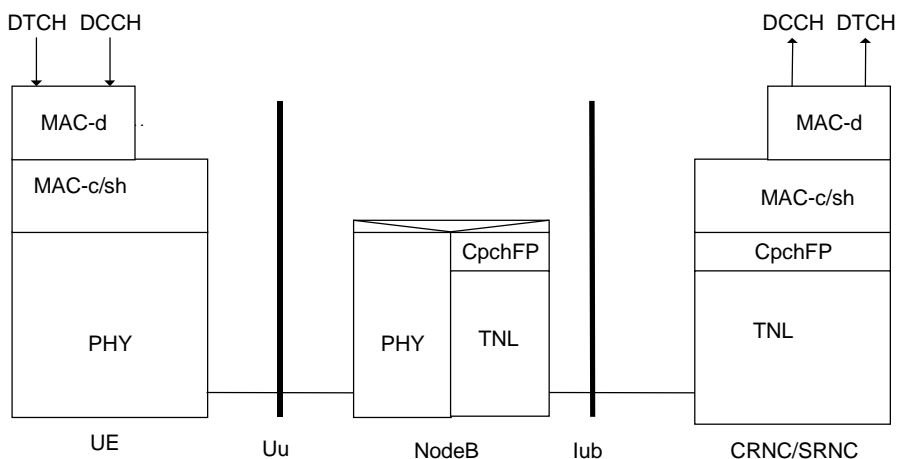 DTCH DCCH
DCCH DTCH
MAC-d
MAC-d
MAC-c/sh
MAC-c/sh
CpchFP
CpchFP
PHY
PHY
TNL
TNL
UE
Uu
NodeB
Iub
CRNC/SRNC